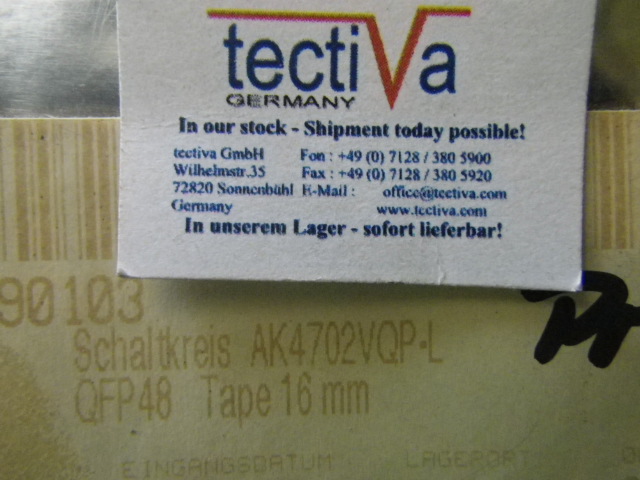 tectiVa
GERMANY
In our stock - Shipment today possible!
tectiva GmbH Fon : +49 (0) 7128 / 380 5900
Wilhelmstr.35 Fax : +49 (0) 7128 / 380 5920
72820 Sonnenbühl E-Mail : office@tectiva.com
Germany www.tectiva.com
In unserem Lager - sofort lieferbar!
90103
Schaltkreis AK4702VQP-L
QFP48 Tape 16 mm
EINGANGSDATUM LAGERORT